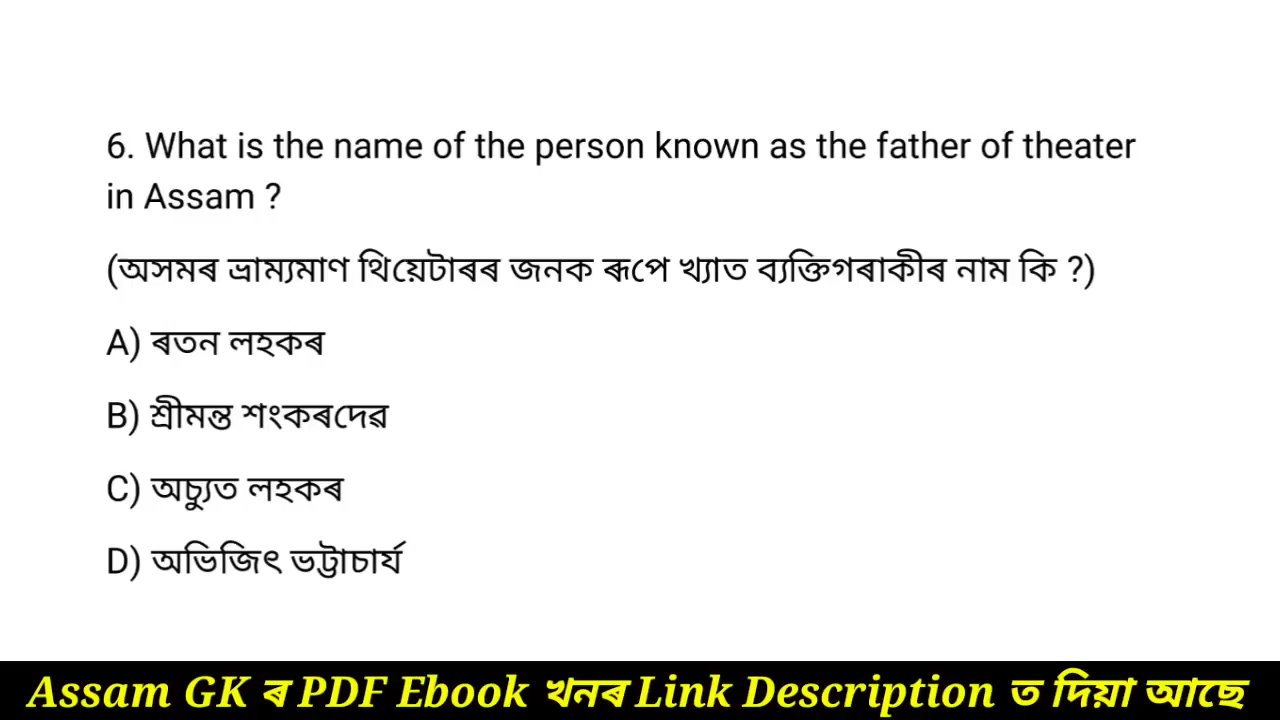 6. What is the name of the person known as the father of theater
in Assam ?
(অসমৰ ভ্ৰাম্যমাণ থিয়েটাৰৰ জনক ৰূপে খ্যাত ব্যক্তিগৰাকীৰ নাম কি ?)
A) ৰতন লহকৰ
B) শ্ৰীমন্ত শংকৰদেৱ
C) অচ্যুত লহকৰ
D) অভিজিৎ ভট্টাচাৰ্য
Assam GK ৰ PDF Ebook খনৰ Link Description ত দিয়া আছে